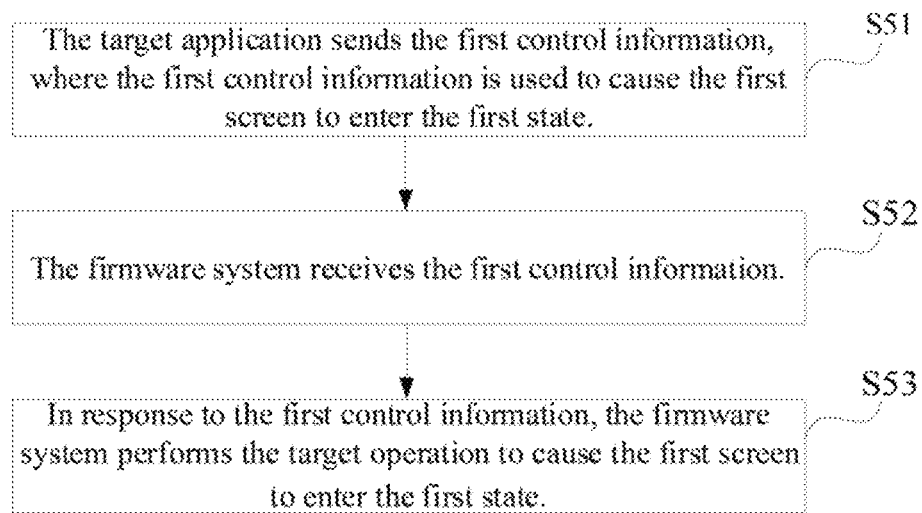 S51
The target application sends the first control information,
where the first control information is used to cause the first
screen to enter the first state.
S52
The firmware system receives the first control information.
S53
In response to the first control information, the firmware
system performs the target operation to cause the first screen
to enter the first state.